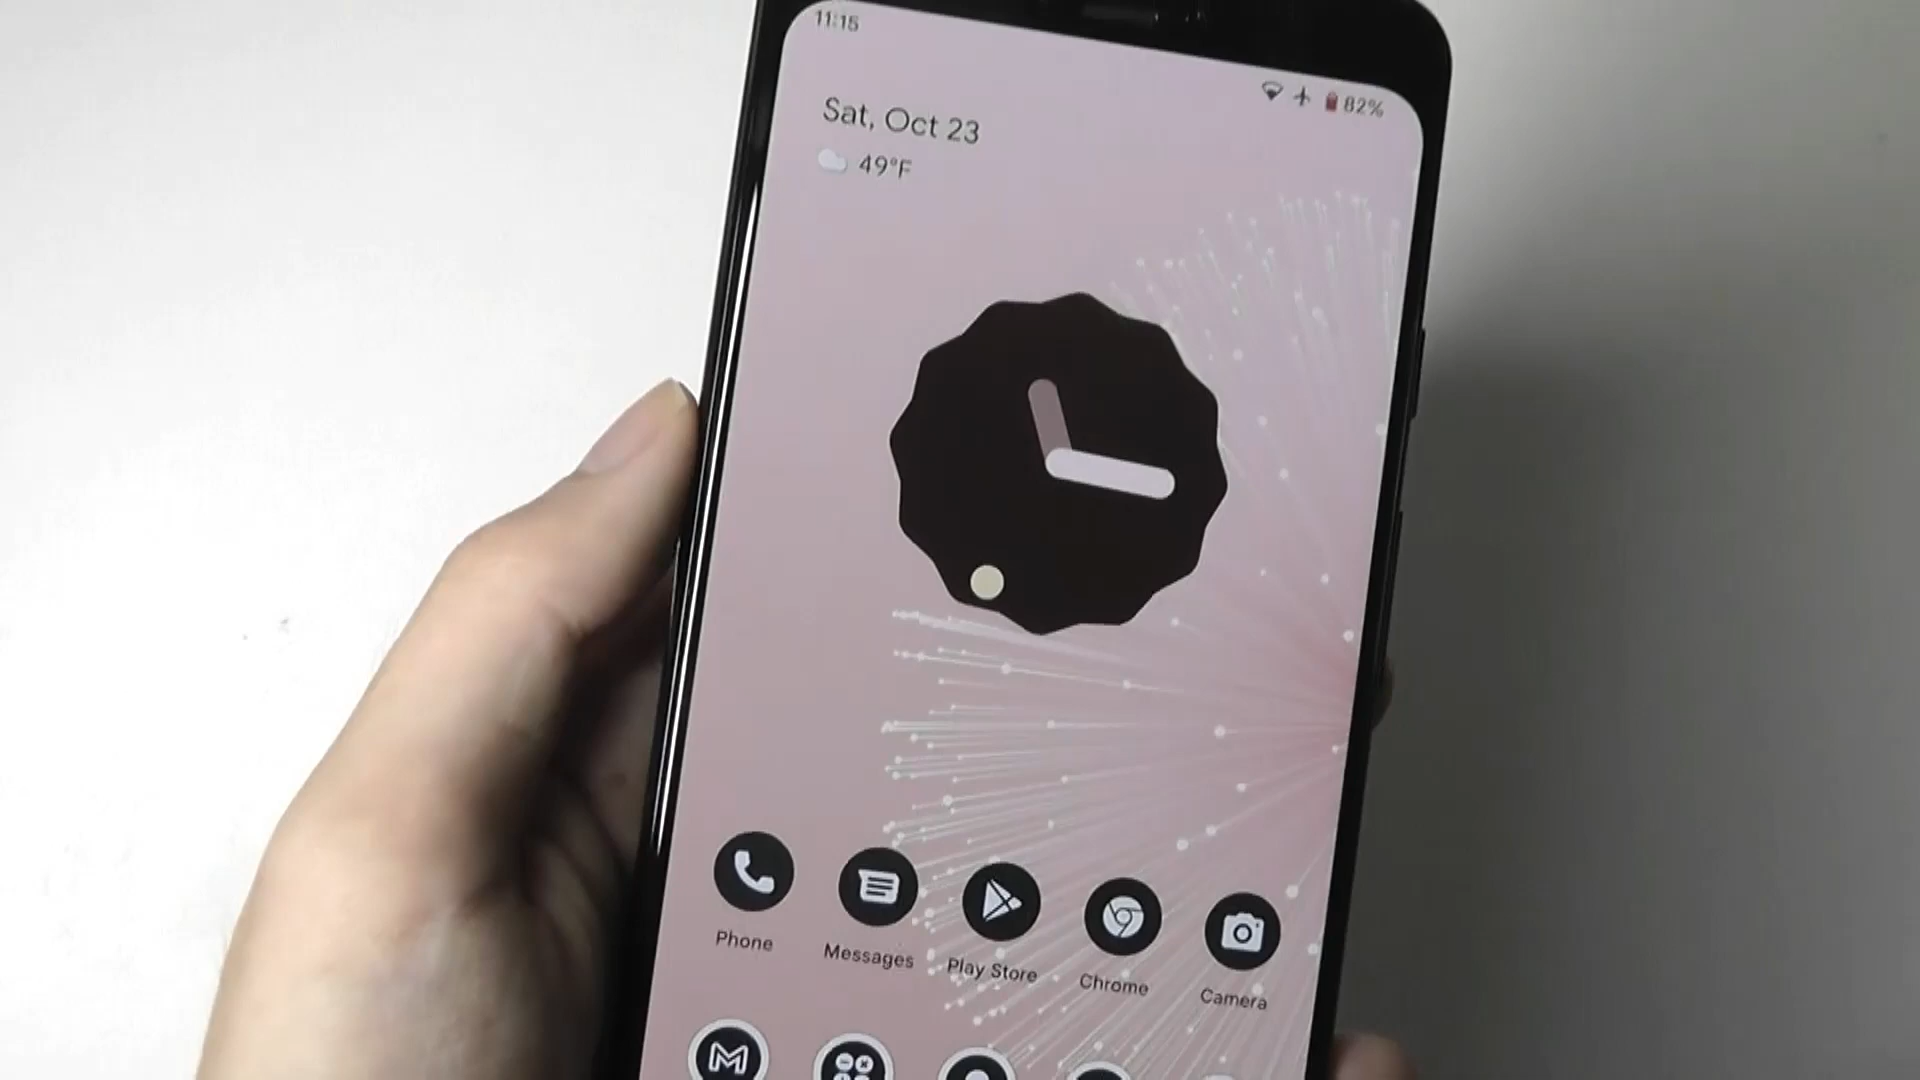 11:15
82%
Sat, Oct 23
49°F
Phone
Messages
Play Store
Chrome
Camera